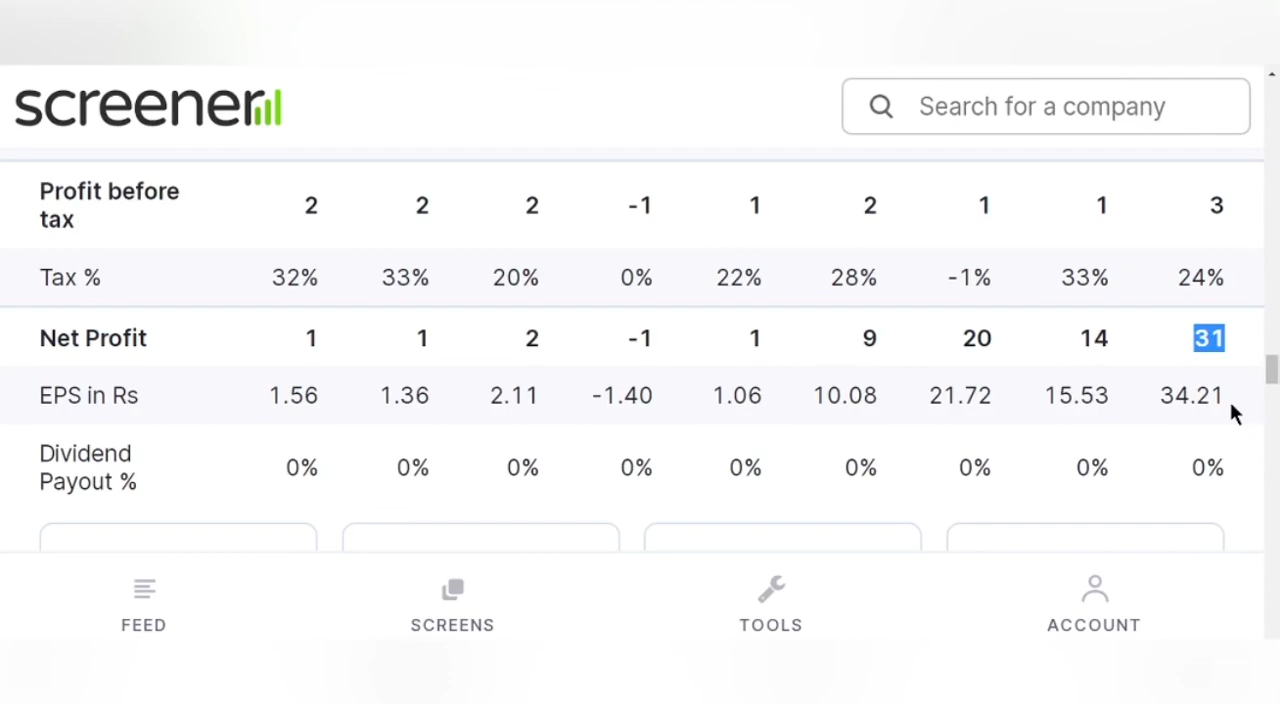 screener
Search for a company
Profit before
tax 2 2 2 -1 1 2 1 1 3
Tax % 32% 33% 20% 0% 22% 28% -1% 33% 24%
Net Profit 1 1 2 -1 1 9 20 14 31
EPS in Rs 1.56 1.36 2.11 -1.40 1.06 10.08 21.72 15.53 34.21
Dividend
Payout % 0% 0% 0% 0% 0% 0% 0% 0% 0%
FEED SCREENS TOOLS ACCOUNT